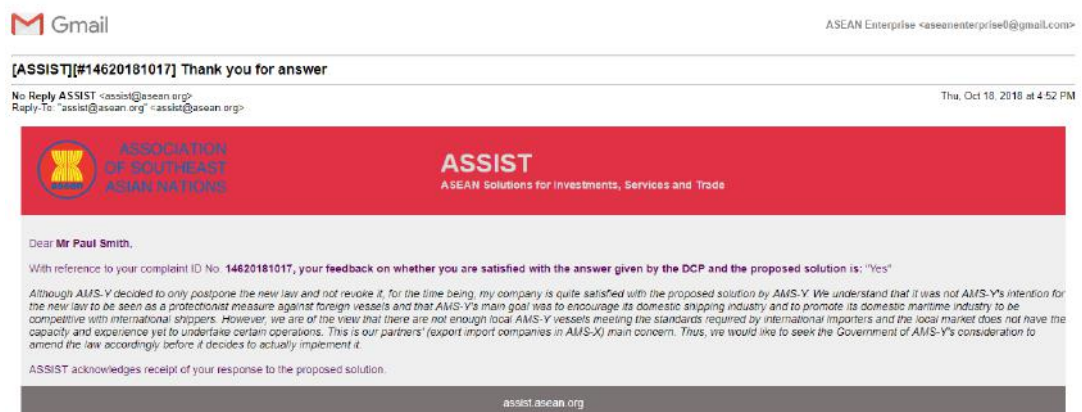 Gmail
ASEAN Enterprise <aseanenterprise0@gmail.com>
[ASSIST][#14620181017] Thank you for answer
No Reply ASSIST <assist@asean.org>
Thu, Oct 18, 2018 at 4:52 PM
Reply-To: "assist@asean.org" <assist@asean.org>
ASSOCIATION
OF SOUTHEAST
ASIAN NATIONS
asean
ASSIST
ASEAN Solutions for Investments, Services and Trade
Dear Mr Paul Smith,
With reference to your complaint ID No. 14620181017, your feedback on whether you are satisfied with the answer given by the DCP and the proposed solution is: "Yes"
Although AMS-Y decided to only postpone the new law and not revoke it, for the time being, my company is quite satisfied with the proposed solution by AMS-Y. We understand that it was not AMS-Y's intention for
the new law to be seen as a protectionist measure against foreign vessels and that AMS-Y's main goal was to encourage its domestic shipping industry and to promote its domestic maritime industry to be
competitive with international shippers. However, we are of the view that there are not enough local AMS-Y vessels meeting the standards required by international importers and the local market does not have the
capacity and experience yet to undertake certain operations. This is our partners' (export import companies in AMS-X) main concern. Thus, we would like to seek the Government of AMS-Y's consideration to
amend the law accordingly before it decides to actually implement it.
ASSIST acknowledges receipt of your response to the proposed solution.
assist.asean.org